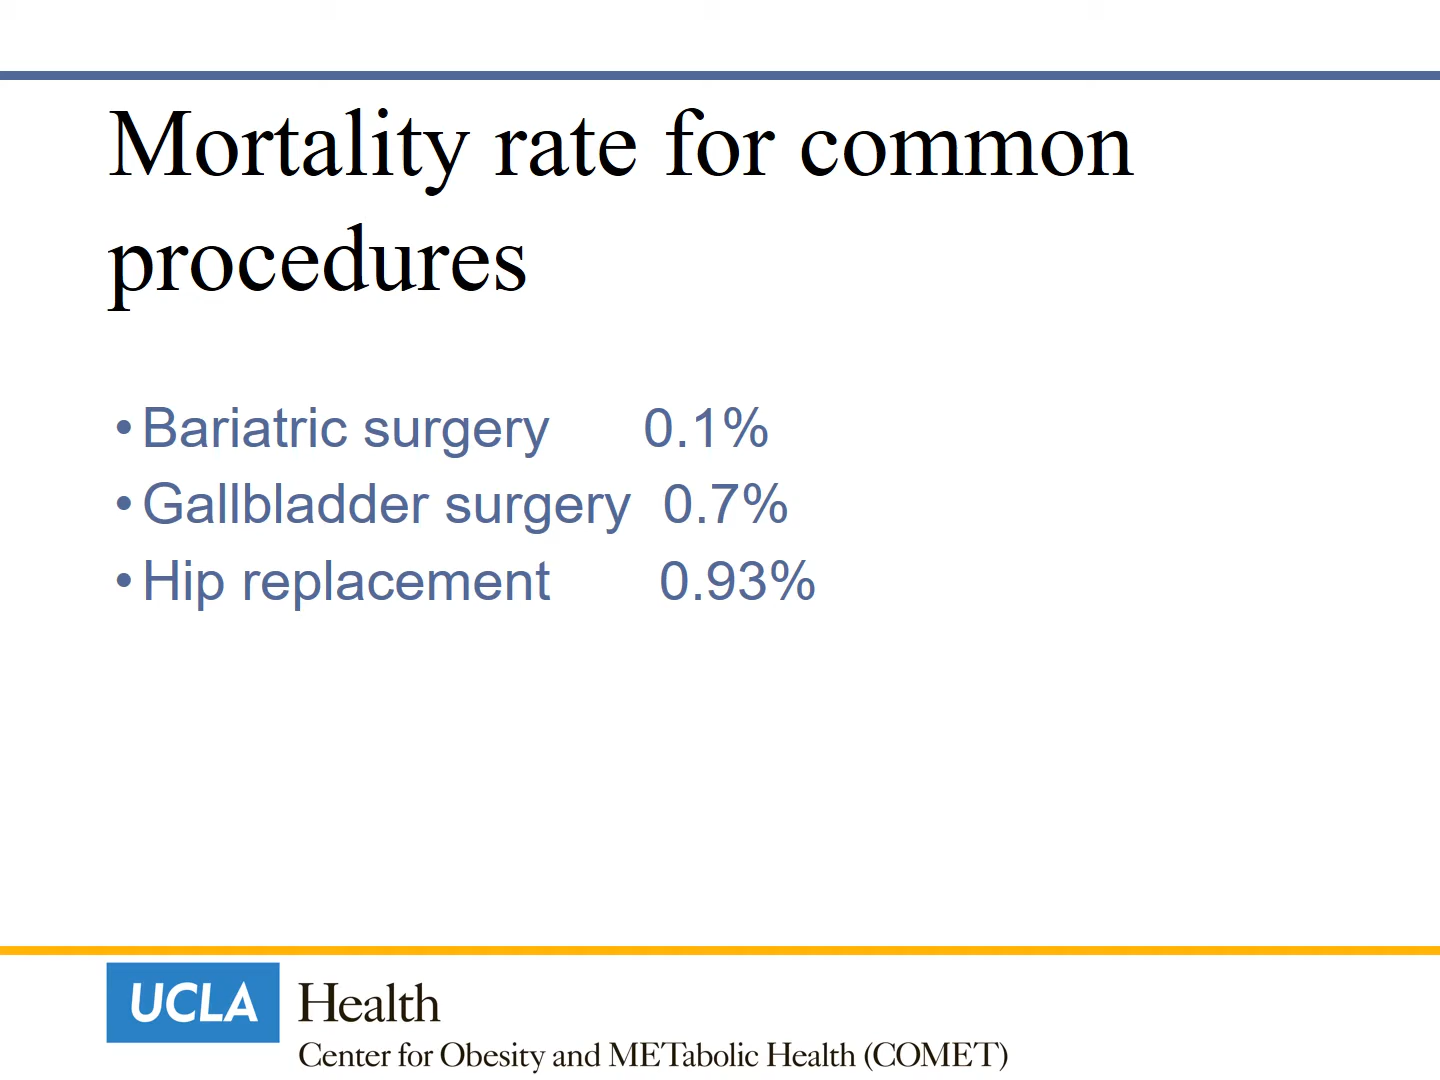 Mortality rate for common
procedures
• Bariatric surgery 0.1%
• Gallbladder surgery 0.7%
• Hip replacement 0.93%
UCLA Health
Center for Obesity and METabolic Health (COMET)